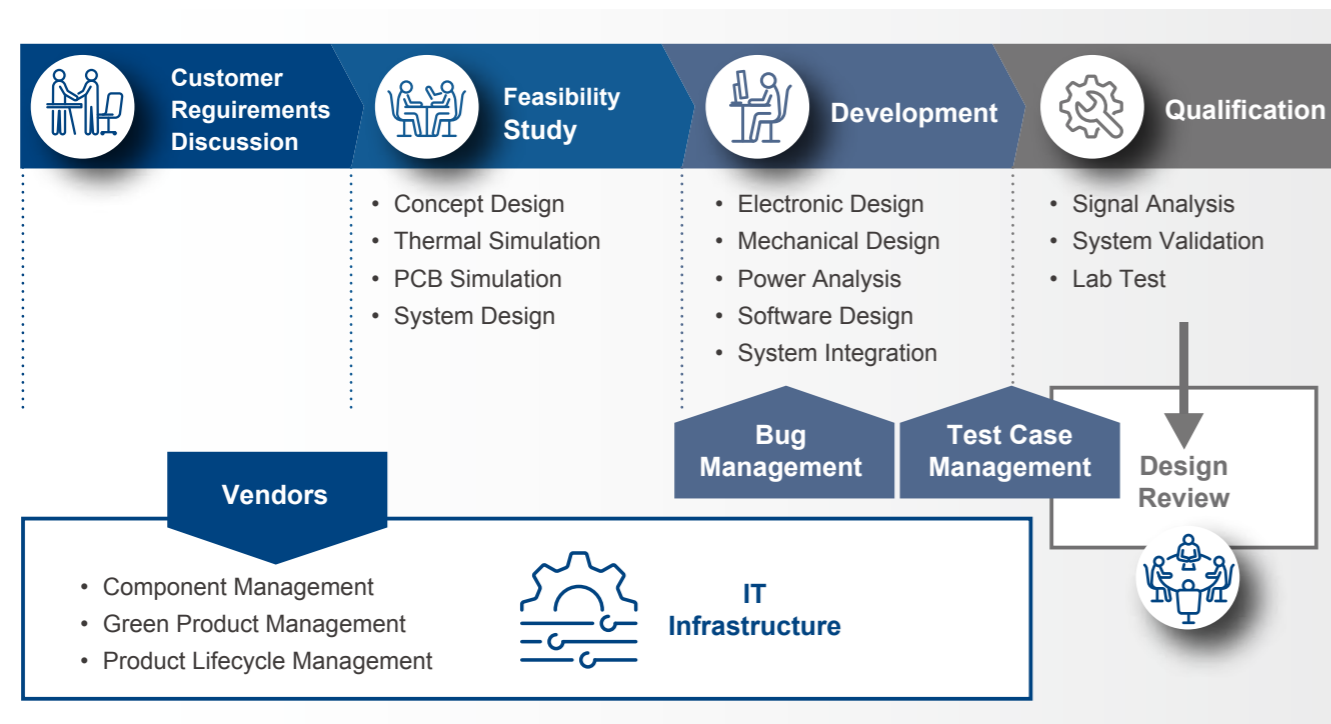 Customer
Reguirements
Discussion
Feasibility
Study
Development
Qualification
• Concept Design
• Thermal Simulation
• PCB Simulation
• System Design
• Electronic Design
• Mechanical Design
• Power Analysis
• Software Design
• System Integration
• Signal Analysis
• System Validation
• Lab Test
Bug
Management
Test Case
Management
Design
Review
Vendors
• Component Management
• Green Product Management
• Product Lifecycle Management
IT
Infrastructure